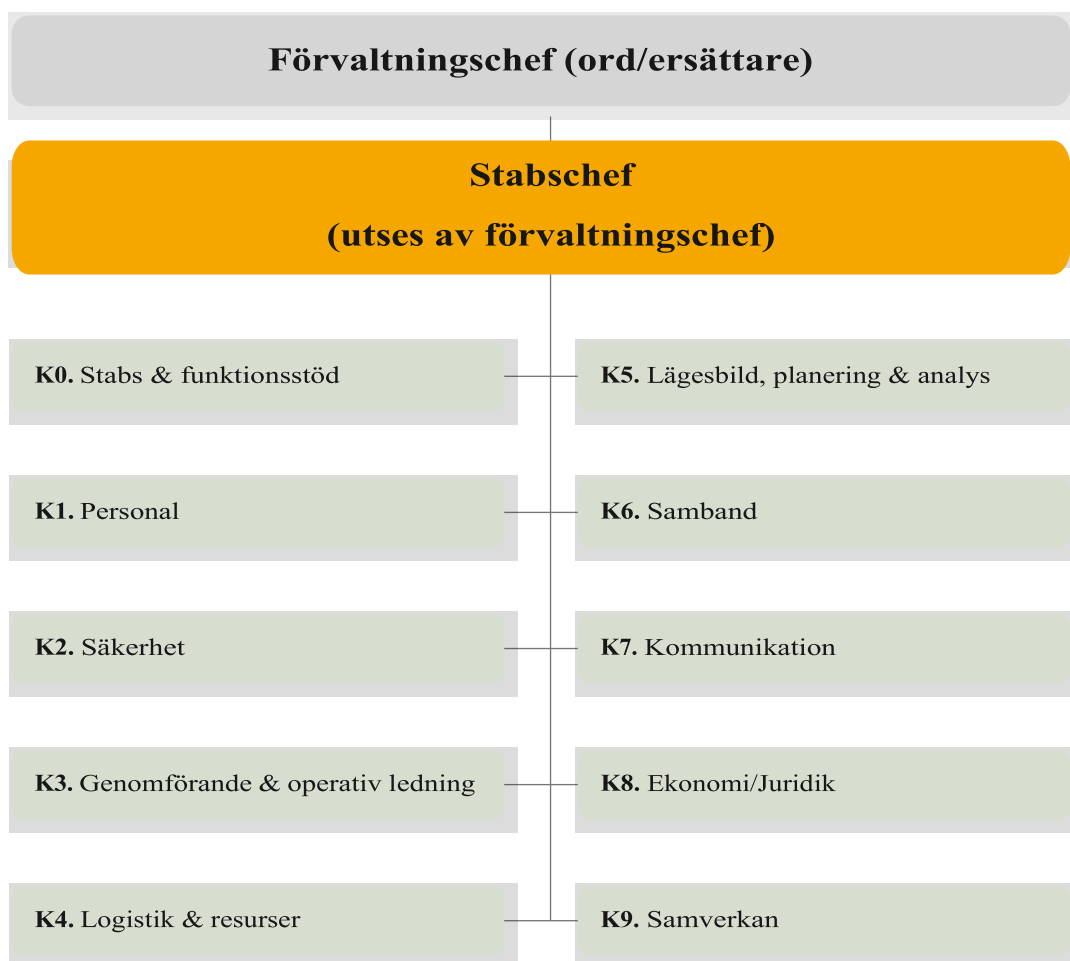 Förvaltningschef (ord/ersättare)
Stabschef
(utses av förvaltningschef)
K0. Stabs & funktionsstöd
K5. Lägesbild, planering & analys
K1. Personal
K6. Samband
K2. Säkerhet
K7. Kommunikation
K3. Genomförande & operativ ledning
K8. Ekonomi/Juridik
K4. Logistik & resurser
K9. Samverkan